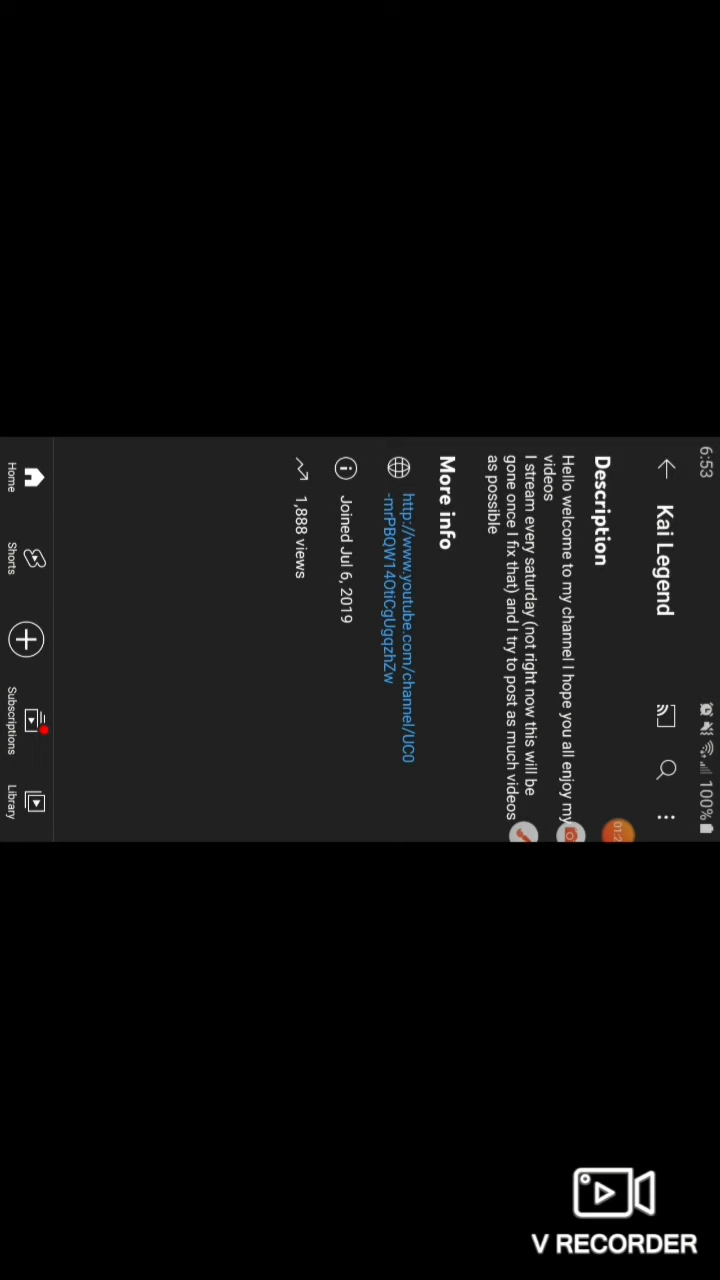 6:53
100%
Kai Legend
Description
Hello welcome to my channel I hope you all enjoy my
videos
I stream every saturday (not right now this will be
gone once I fix that) and I try to post as much videos
as possible
More info
http://www.youtube.com/channel/UC0
-mrPBQW14OtiCgUgqzhZw
Joined Jul 6, 2019
1,888 views
Home
Shorts
Subscriptions
Library
V RECORDER